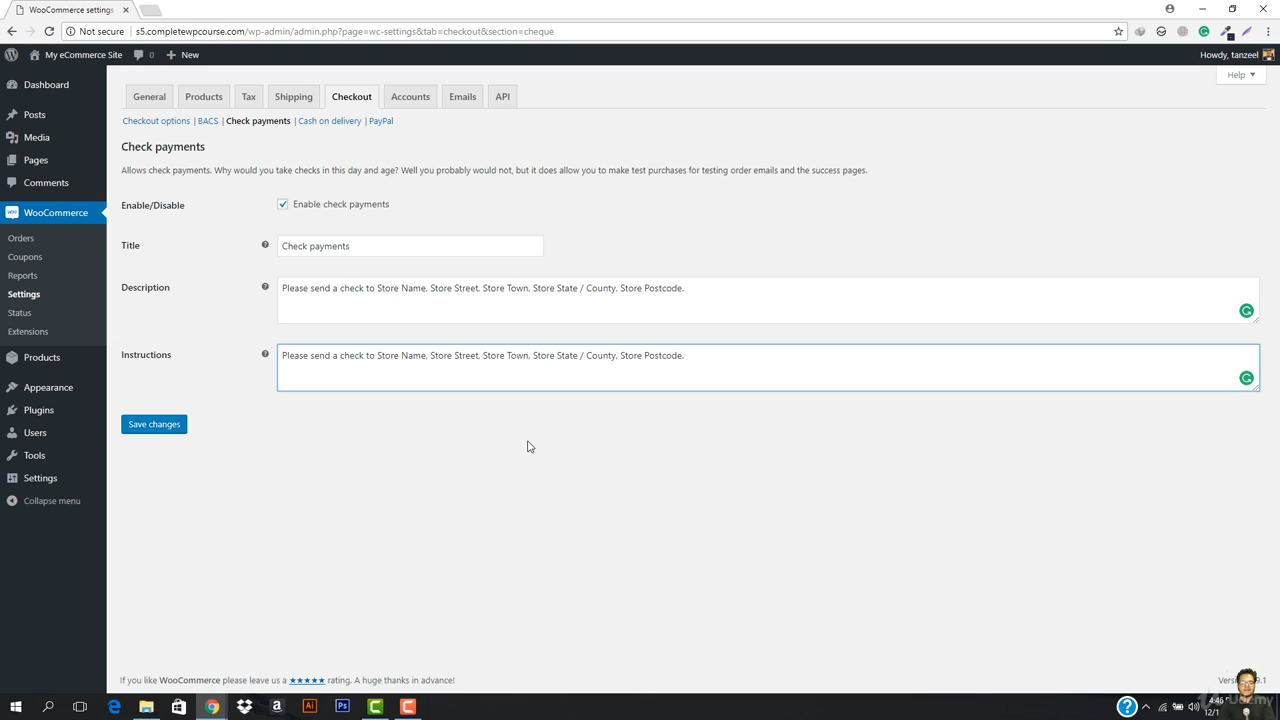 WooCommerce settings
Not secure
s5.completewpcourse.com/wp-admin/admin.php?page=wc-settings&tab=checkout&section=cheque
My eCommerce Site
0
New
Howdy, tanzeel
Help
Dashboard
Posts
Media
Pages
Comments
WooCommerce
Orders
Coupons
Reports
Settings
Status
Extensions
Products
Appearance
Plugins
Users
Tools
Settings
Collapse menu
General
Products
Tax
Shipping
Checkout
Accounts
Emails
API
Checkout options | BACS | Check payments | Cash on delivery | PayPal
Check payments
Allows check payments. Why would you take checks in this day and age? Well you probably would not, but it does allow you to make test purchases for testing order emails and the success pages.
Enable/Disable
Enable check payments
Title
Check payments
Description
Please send a check to Store Name, Store Street, Store Town, Store State / County, Store Postcode.
Instructions
Please send a check to Store Name, Store Street, Store Town, Store State / County, Store Postcode.
Save changes
If you like WooCommerce please leave us a ★★★★★ rating. A huge thanks in advance!
Ai
Ps
4:46
12/1